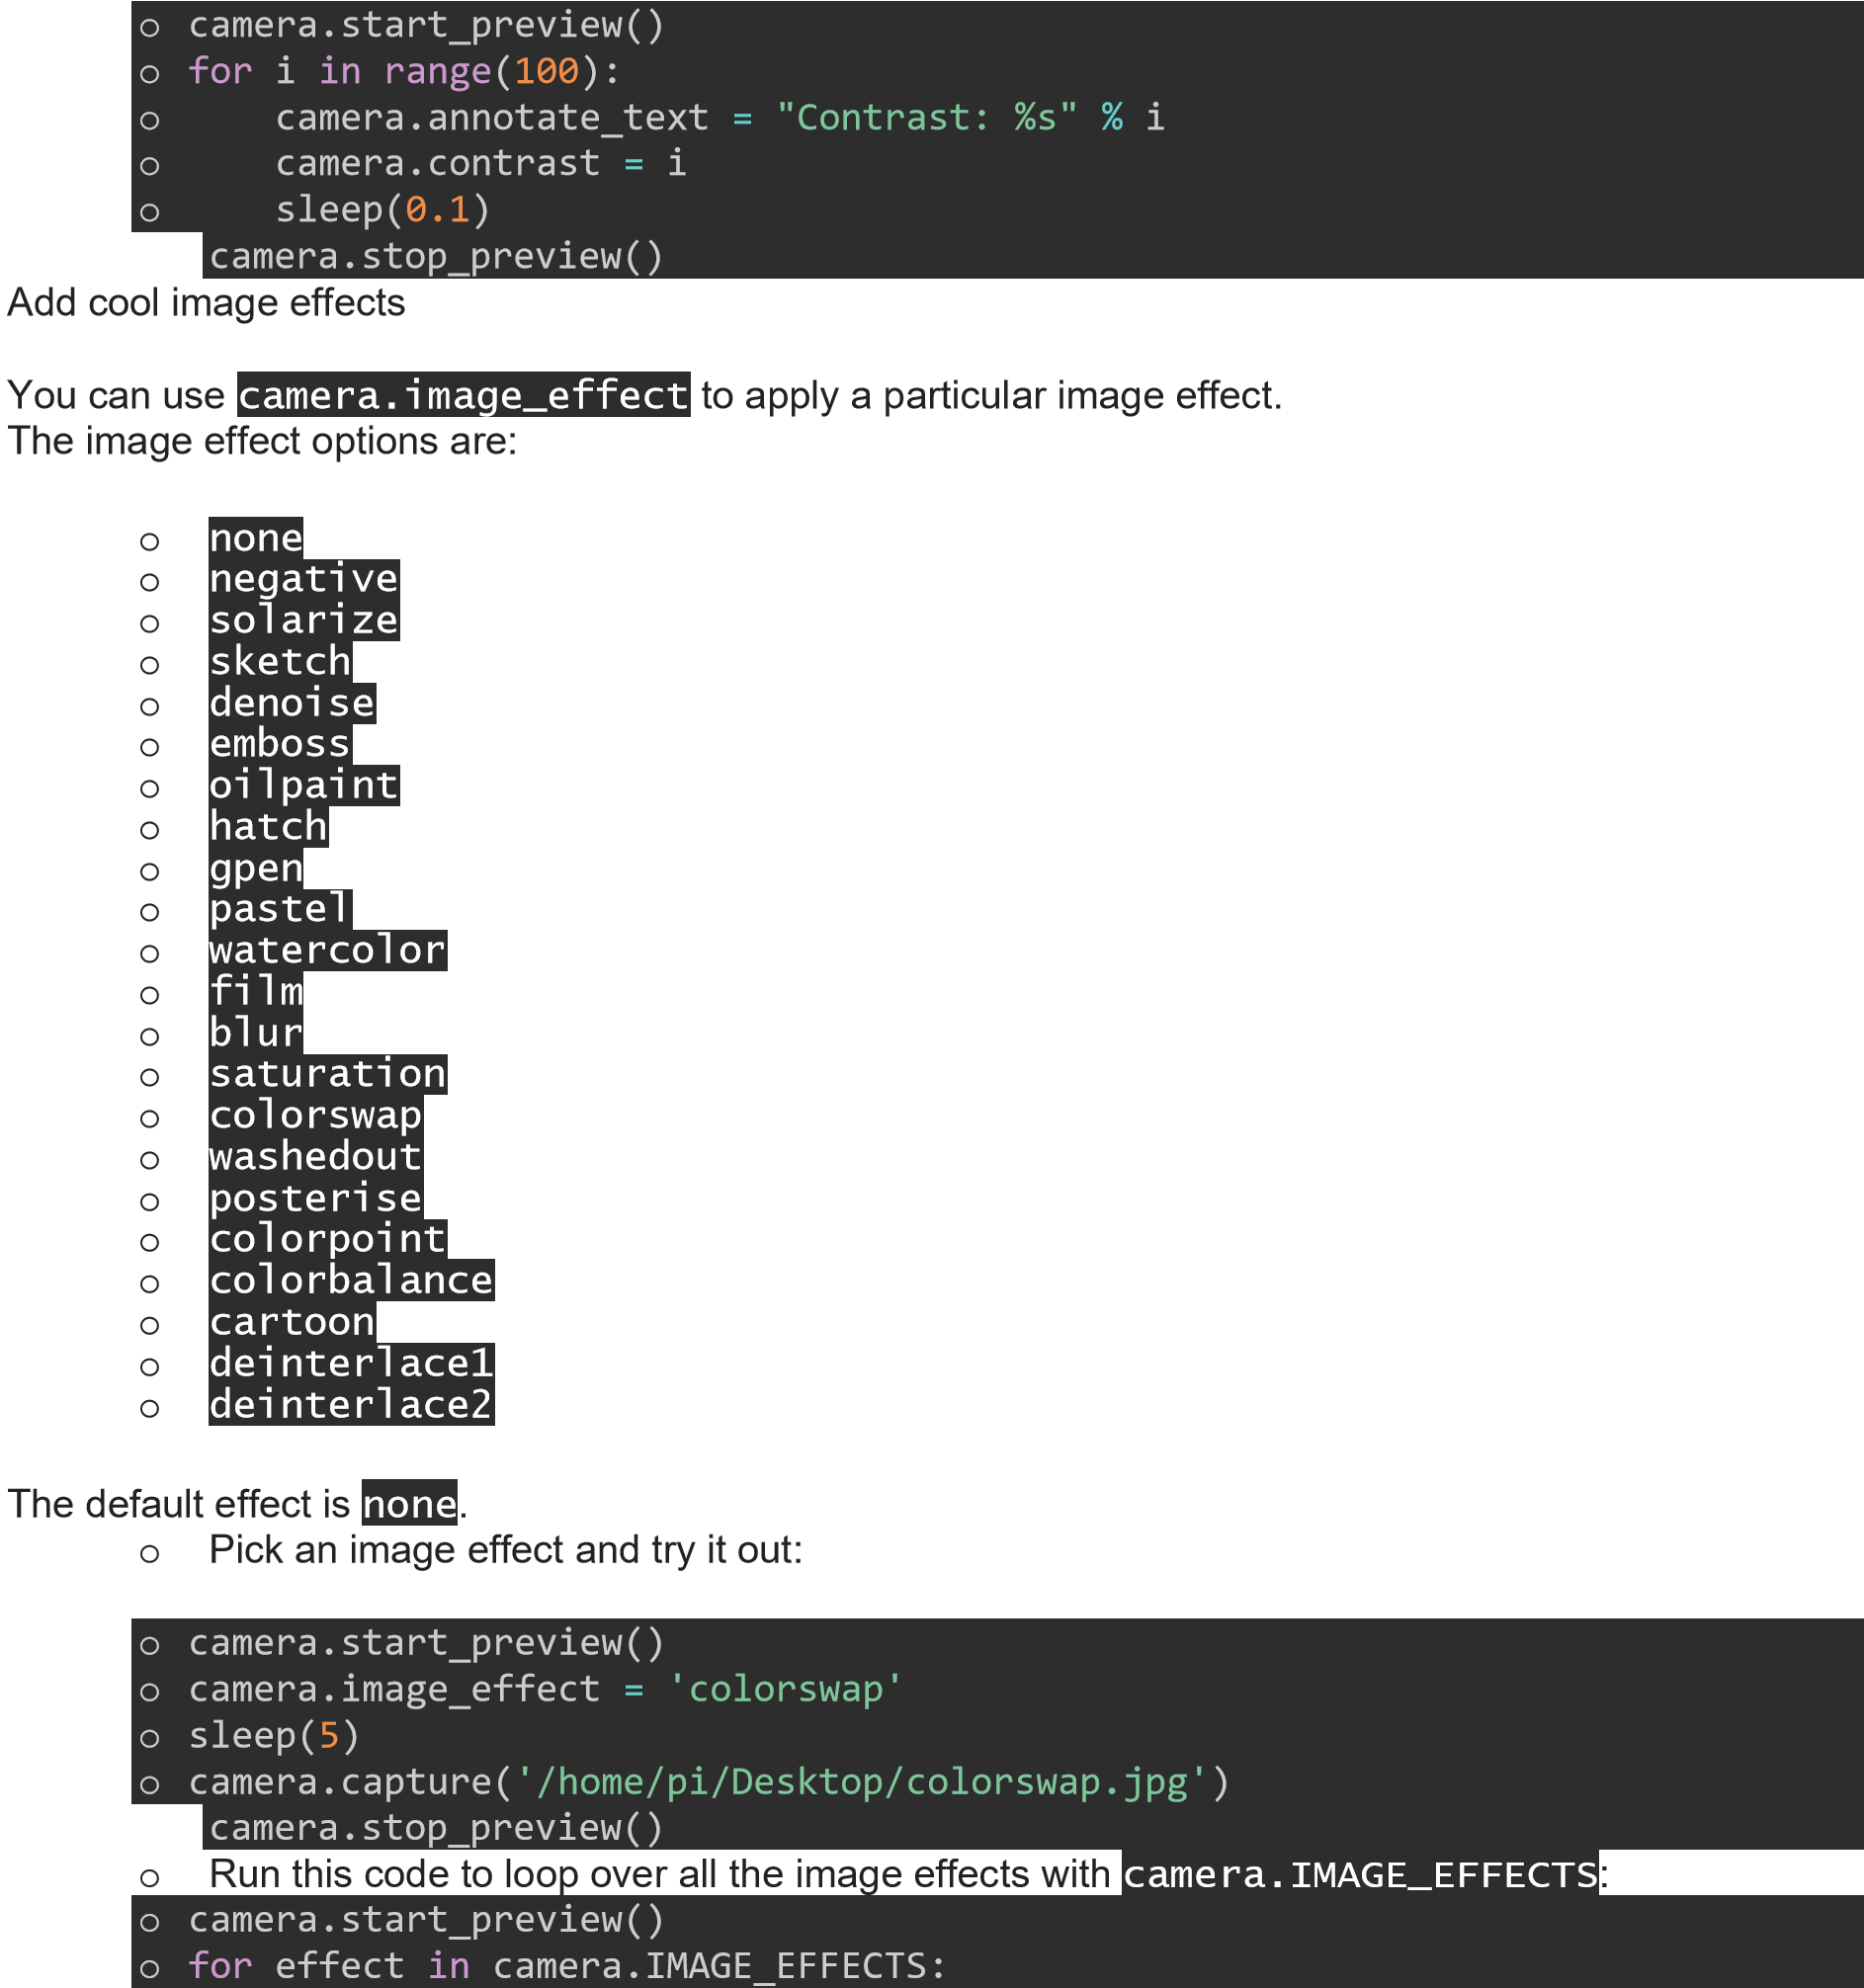 ○ camera.start_preview()
○ for i in range(100):
○     camera.annotate_text = "Contrast: %s" % i
○     camera.contrast = i
○     sleep(0.1)
camera.stop_preview()
Add cool image effects
You can use camera.image_effect to apply a particular image effect.
The image effect options are:
○ none
○ negative
○ solarize
○ sketch
○ denoise
○ emboss
○ oilpaint
○ hatch
○ gpen
○ pastel
○ watercolor
○ film
○ blur
○ saturation
○ colorswap
○ washedout
○ posterise
○ colorpoint
○ colorbalance
○ cartoon
○ deinterlace1
○ deinterlace2
The default effect is none.
○ Pick an image effect and try it out:
○ camera.start_preview()
○ camera.image_effect = 'colorswap'
○ sleep(5)
○ camera.capture('/home/pi/Desktop/colorswap.jpg')
camera.stop_preview()
○ Run this code to loop over all the image effects with camera.IMAGE_EFFECTS:
○ camera.start_preview()
○ for effect in camera.IMAGE_EFFECTS: